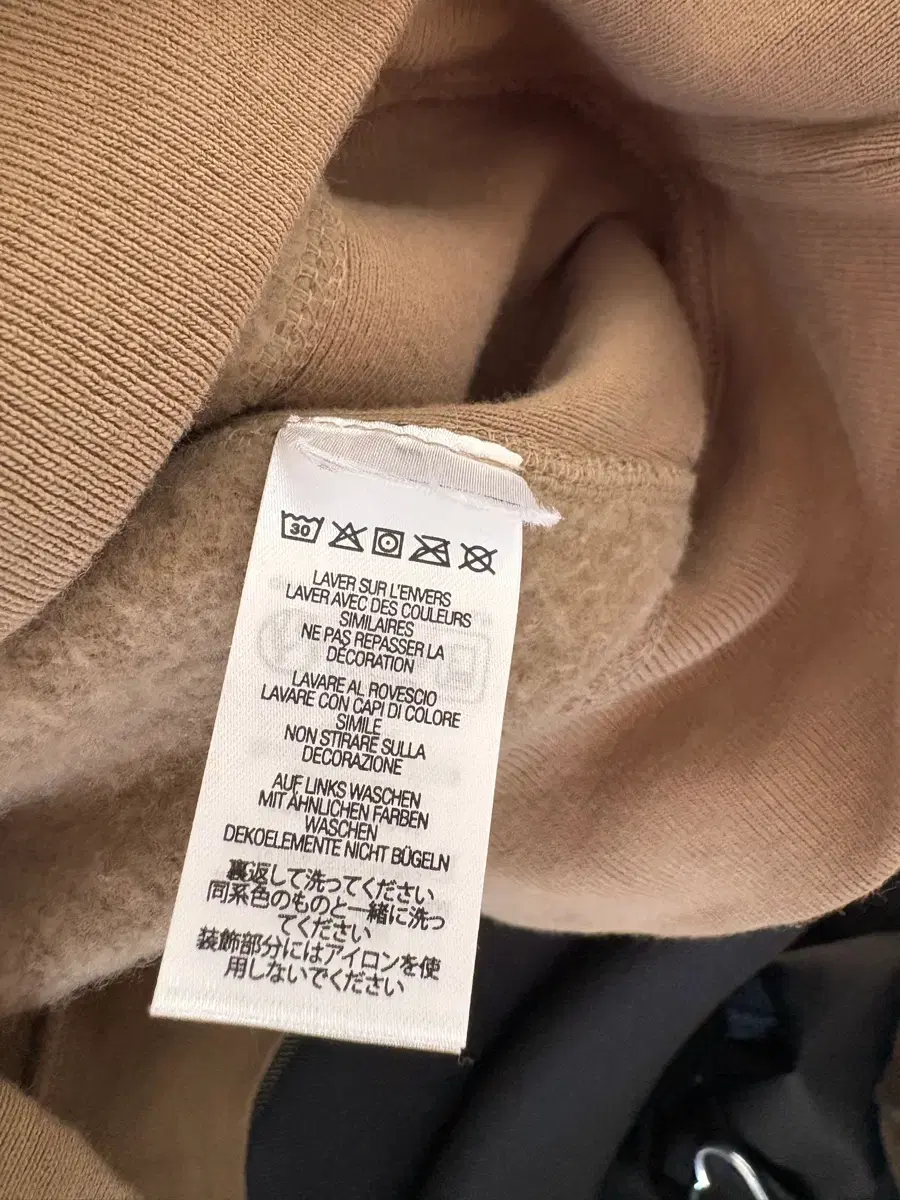 30
LAVER SUR L'ENVERS
LAVER AVEC DES COULEURS
SIMILAIRES
NE PAS REPASSER LA
DÉCORATION
LAVARE AL ROVESCIO
LAVARE CON CAPI DI COLORE
SIMILE
NON STIRARE SULLA
DECORAZIONE
AUF LINKS WASCHEN
MIT ÄHNLICHEN FARBEN
WASCHEN
DEKOELEMENTE NICHT BÜGELN
裏返して洗ってください
同系色のものと一緒に洗っ
てください
装飾部分にはアイロンを使
用しないでください